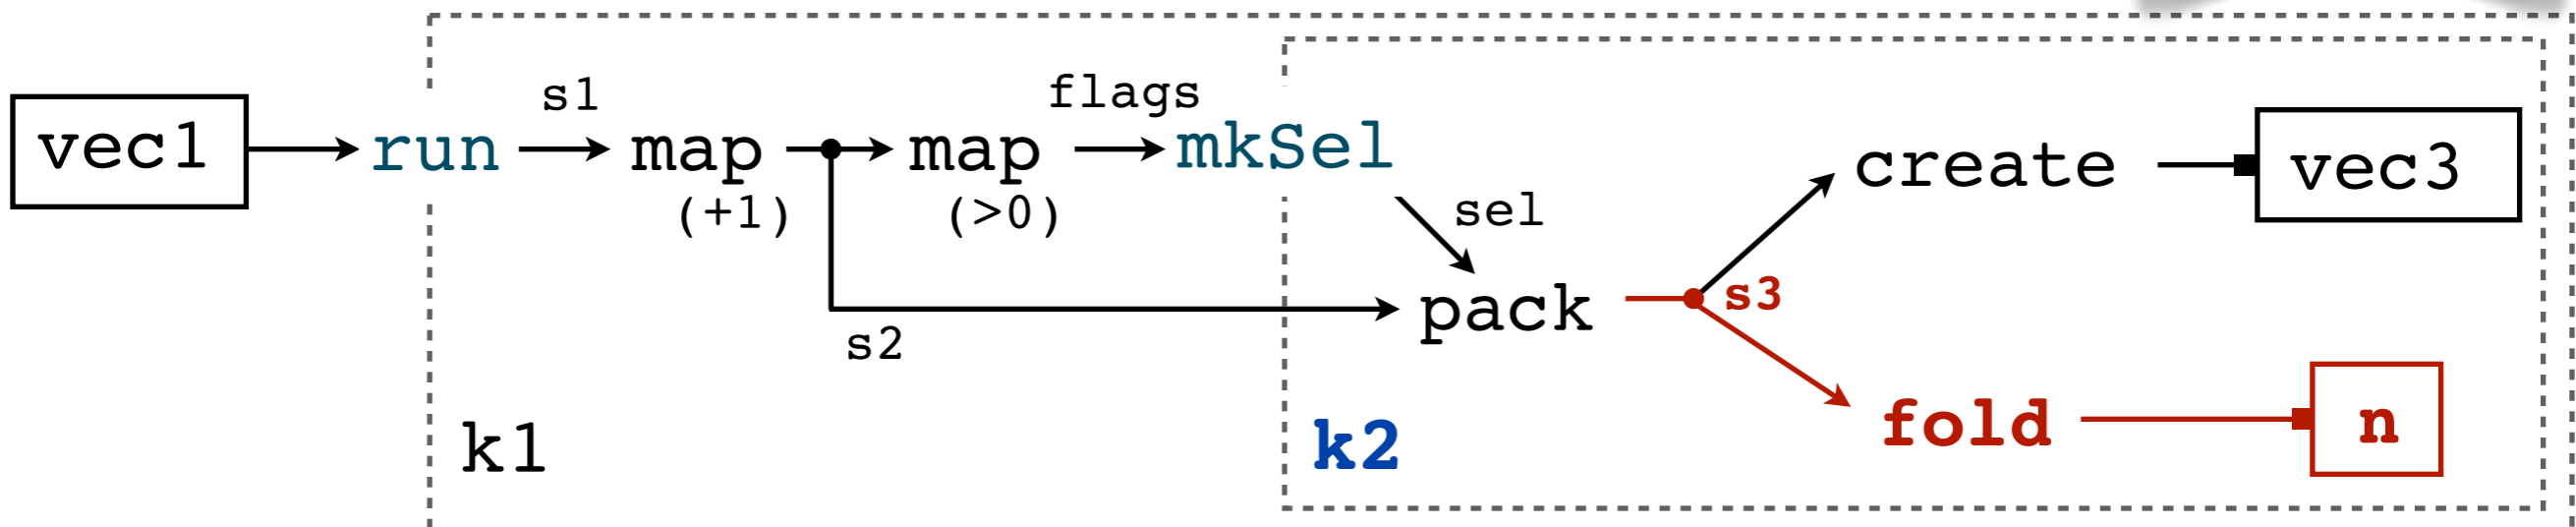 s1
flags
vec1
run
map
map
mkSel
create
vec3
(+1)
(>0)
sel
pack
s3
s2
k1
k2
fold
n